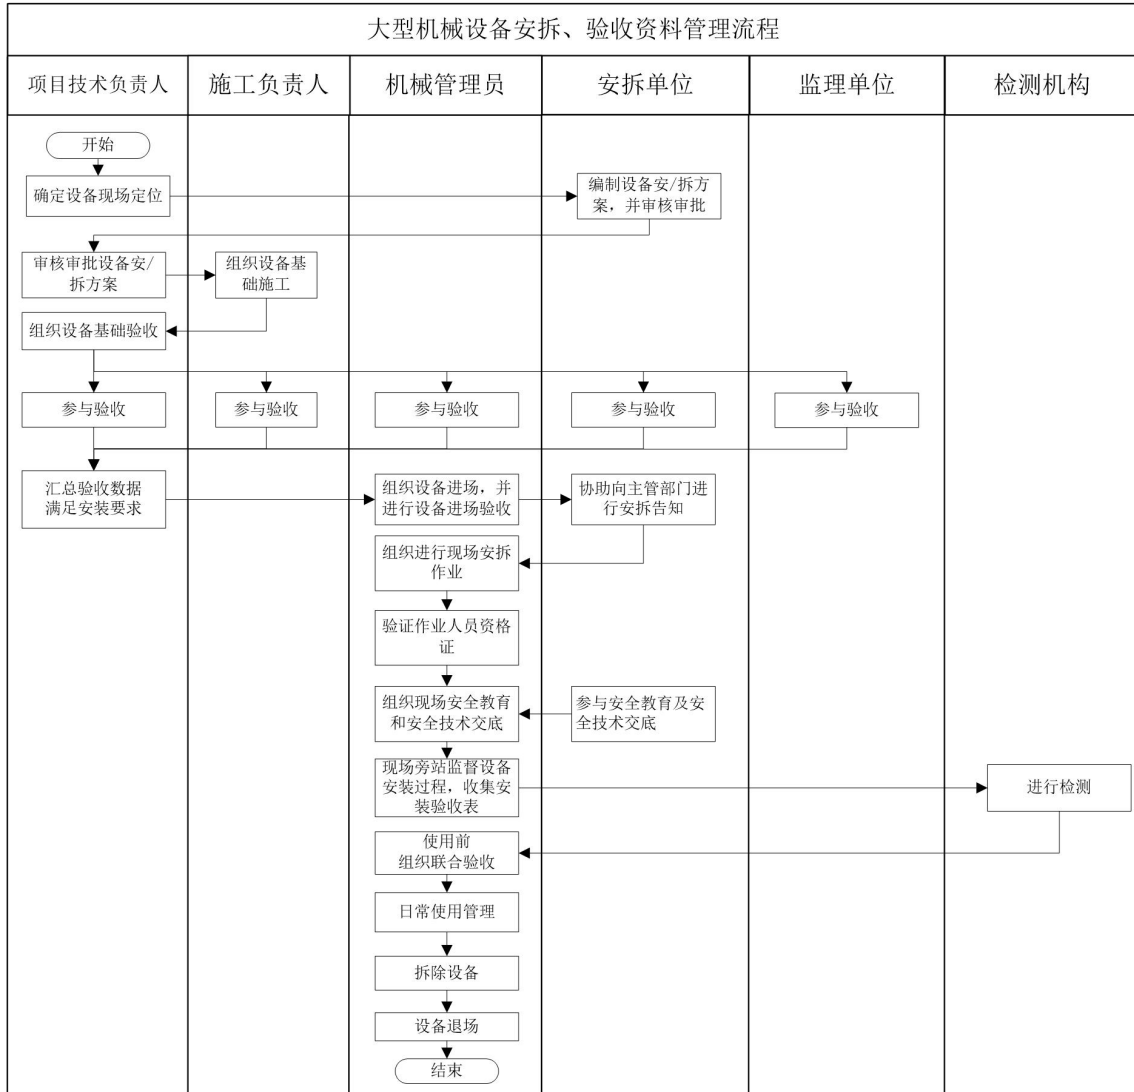 大型机械设备安拆、验收资料管理流程
项目技术负责人
施工负责人
机械管理员
安拆单位
监理单位
检测机构
开始
确定设备现场定位
编制设备安/拆方
案，并审核审批
审核审批设备安/
拆方案
组织设备基
础施工
组织设备基础验收
参与验收
参与验收
参与验收
参与验收
参与验收
汇总验收数据
满足安装要求
组织设备进场，并
进行设备进场验收
协助向主管部门进
行安拆告知
组织进行现场安拆
作业
验证作业人员资格
证
组织现场安全教育
和安全技术交底
参与安全教育及安
全技术交底
现场旁站监督设备
安装过程，收集安
装验收表
进行检测
使用前
组织联合验收
日常使用管理
拆除设备
设备退场
结束